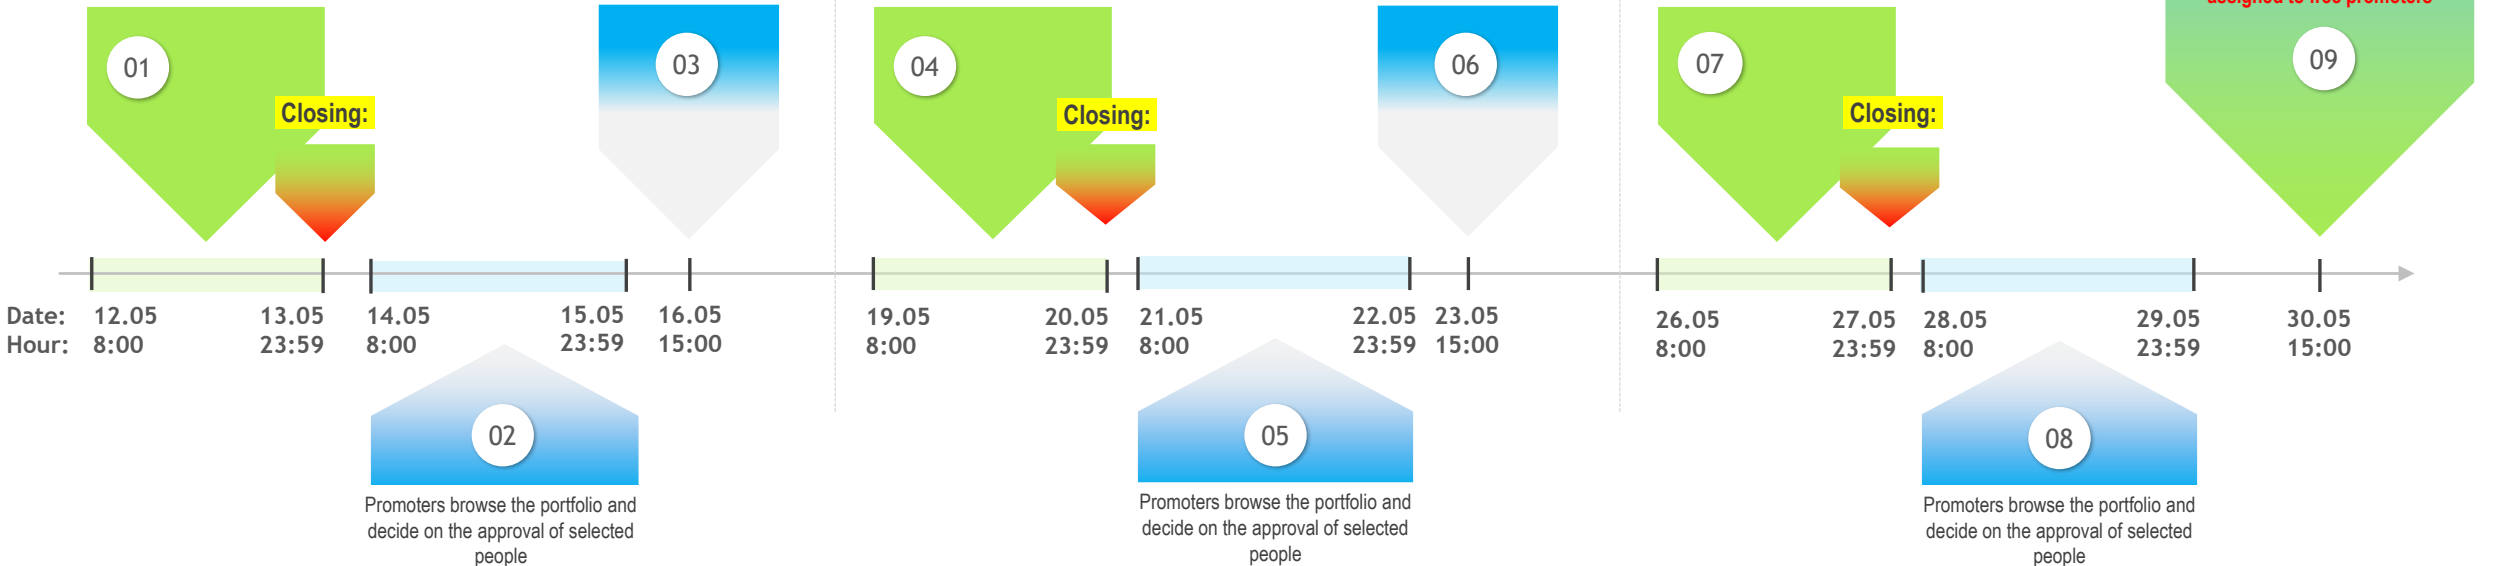 assigned to free promoters
01
03
04
06
07
09
Closing:
Closing:
Closing:
Date: 12.05 13.05 14.05 15.05 16.05 19.05 20.05 21.05 22.05 23.05 26.05 27.05 28.05 29.05 30.05
Hour: 8:00 23:59 8:00 23:59 15:00 8:00 23:59 8:00 23:59 15:00 8:00 23:59 8:00 23:59 15:00
02
Promoters browse the portfolio and
decide on the approval of selected
people
05
Promoters browse the portfolio and
decide on the approval of selected
people
08
Promoters browse the portfolio and
decide on the approval of selected
people